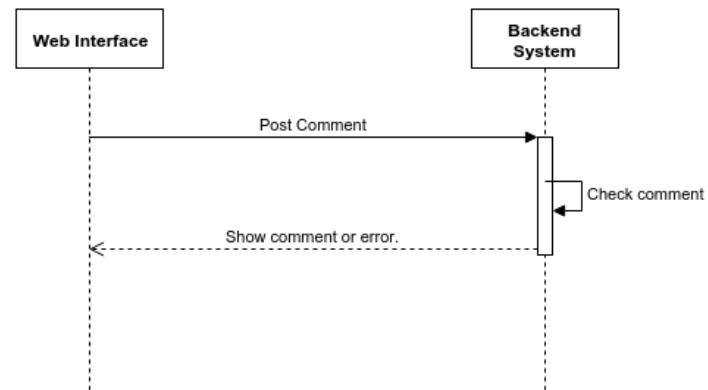 Web Interface
Backend
System
Post Comment
Check comment
Show comment or error.